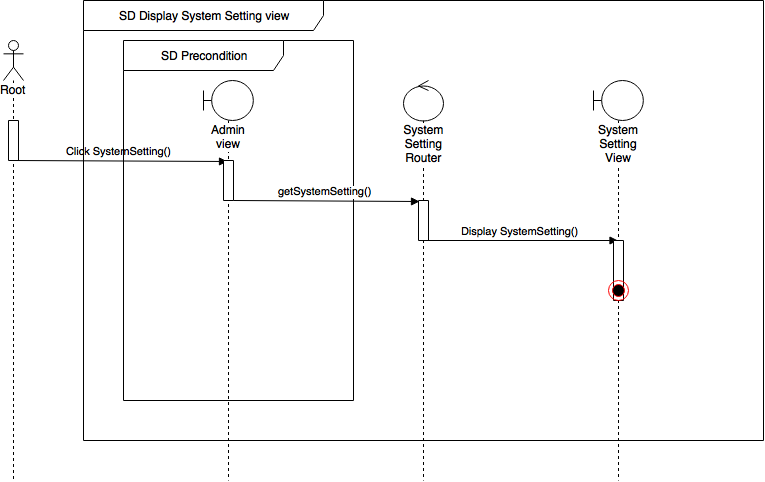 SD Display System Setting view
SD Precondition
Root
Admin
view
System
Setting
Router
System
Setting
View
Click SystemSetting()
getSystemSetting()
Display SystemSetting()